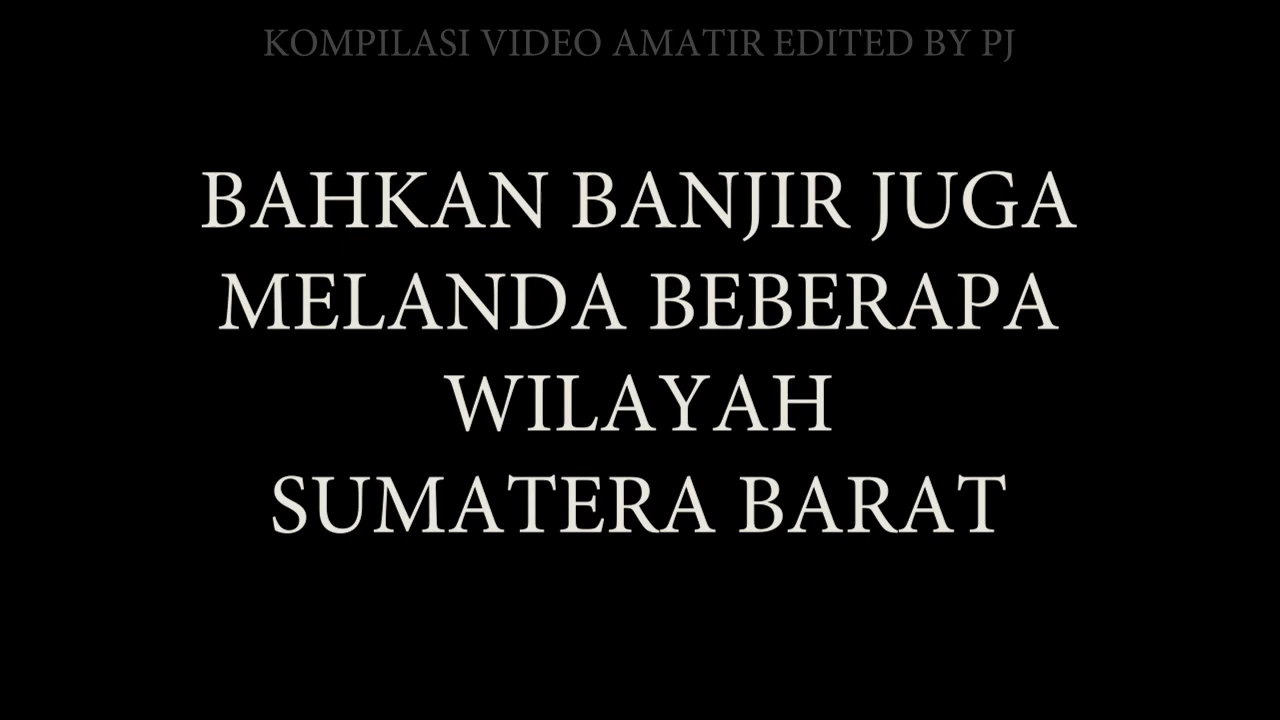 KOMPILASI VIDEO AMATIR EDITED BY PJ
BAHKAN BANJIR JUGA
MELANDA BEBERAPA
WILAYAH
SUMATERA BARAT